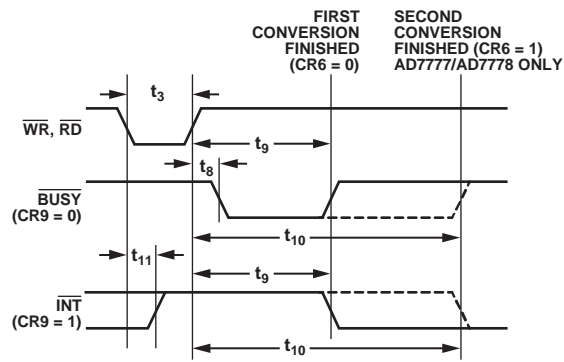 FIRST
CONVERSION
FINISHED
(CR6 = 0)
SECOND
CONVERSION
FINISHED (CR6 = 1)
AD7777/AD7778 ONLY
t3
WR, RD
t9
t8
BUSY
(CR9 = 0)
t10
t11
t9
INT
(CR9 = 1)
t10